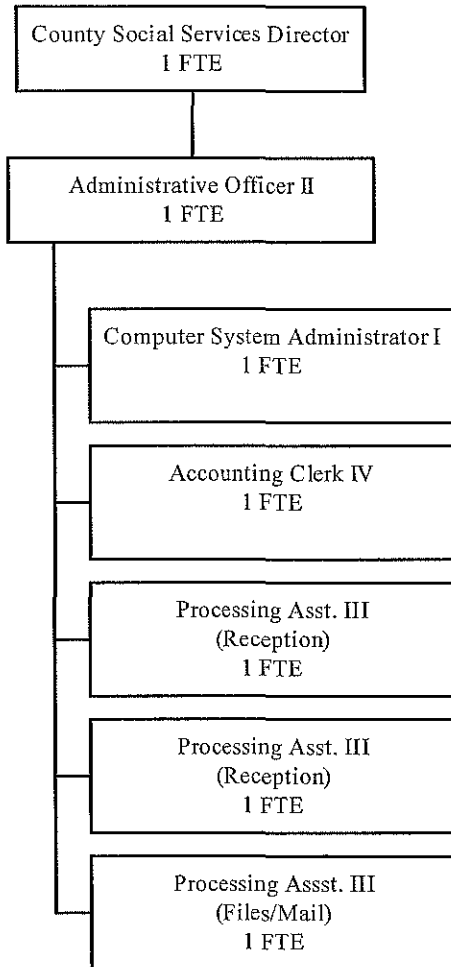 County Social Services Director
1 FTE
Administrative Officer II
1 FTE
Computer System Administrator I
1 FTE
Accounting Clerk IV
1 FTE
Processing Asst. III
(Reception)
1 FTE
Processing Asst. III
(Reception)
1 FTE
Processing Assst. III
(Files/Mail)
1 FTE